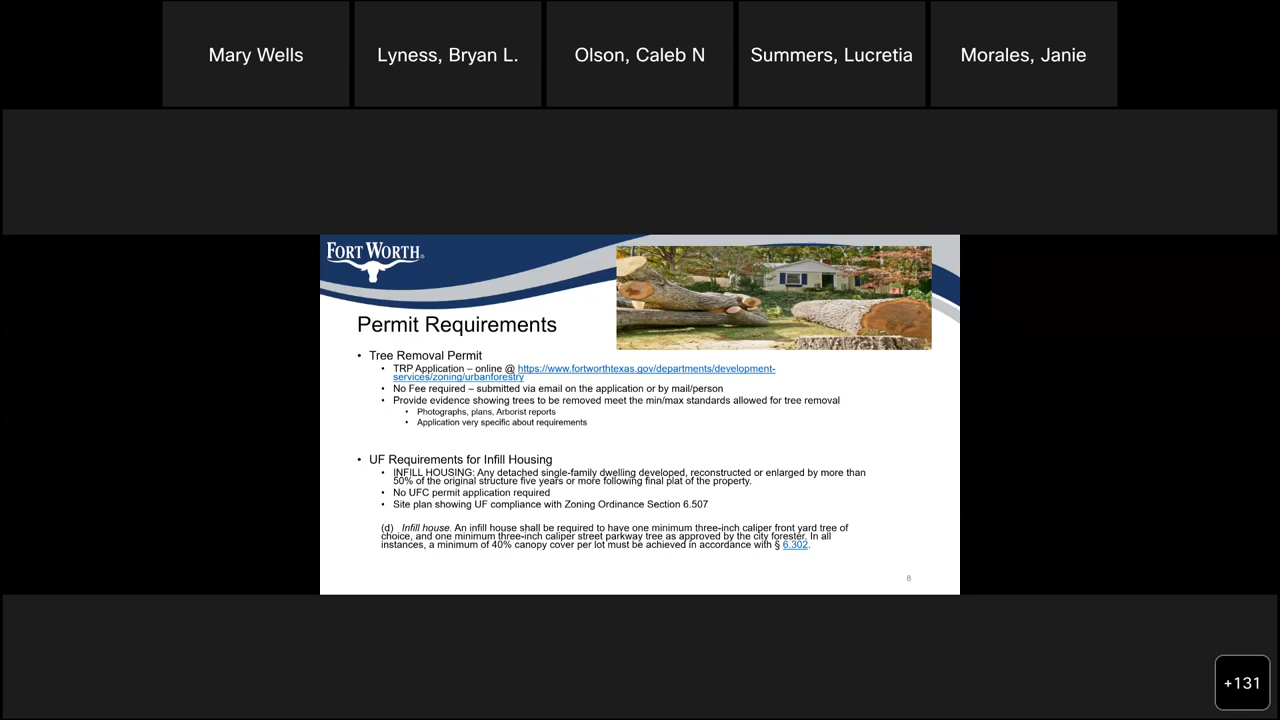 Mary Wells
Lyness, Bryan L.
Olson, Caleb N
Summers, Lucretia
Morales, Janie
FORT WORTH®
Permit Requirements
• Tree Removal Permit
• TRP Application – online @ https://www.fortworthtexas.gov/departments/development-
services/zoning/urbanforestry
• No Fee required – submitted via email on the application or by mail/person
• Provide evidence showing trees to be removed meet the min/max standards allowed for tree removal
• Photographs, plans, Arborist reports
• Application very specific about requirements
• UF Requirements for Infill Housing
• INFILL HOUSING: Any detached single-family dwelling developed, reconstructed or enlarged by more than
50% of the original structure five years or more following final plat of the property.
• No UFC permit application required
• Site plan showing UF compliance with Zoning Ordinance Section 6.507
(d) Infill house. An infill house shall be required to have one minimum three-inch caliper front yard tree of
choice, and one minimum three-inch caliper street parkway tree as approved by the city forester. In all
instances, a minimum of 40% canopy cover per lot must be achieved in accordance with § 6.302.
8
+131